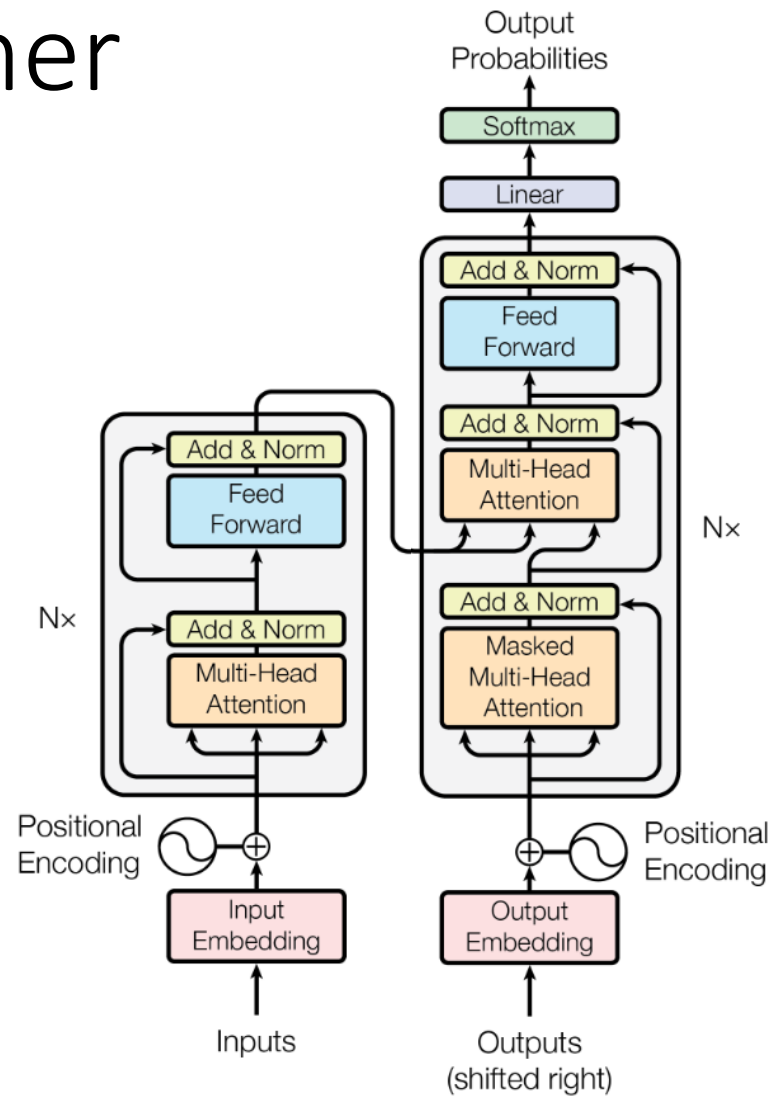 ner
Output
Probabilities
Softmax
Linear
Add & Norm
Feed
Forward
Add & Norm
Multi-Head
Attention
Nx
Add & Norm
Masked
Multi-Head
Attention
Positional
Encoding
Output
Embedding
Outputs
(shifted right)
Add & Norm
Feed
Forward
Nx
Add & Norm
Multi-Head
Attention
Positional
Encoding
Input
Embedding
Inputs